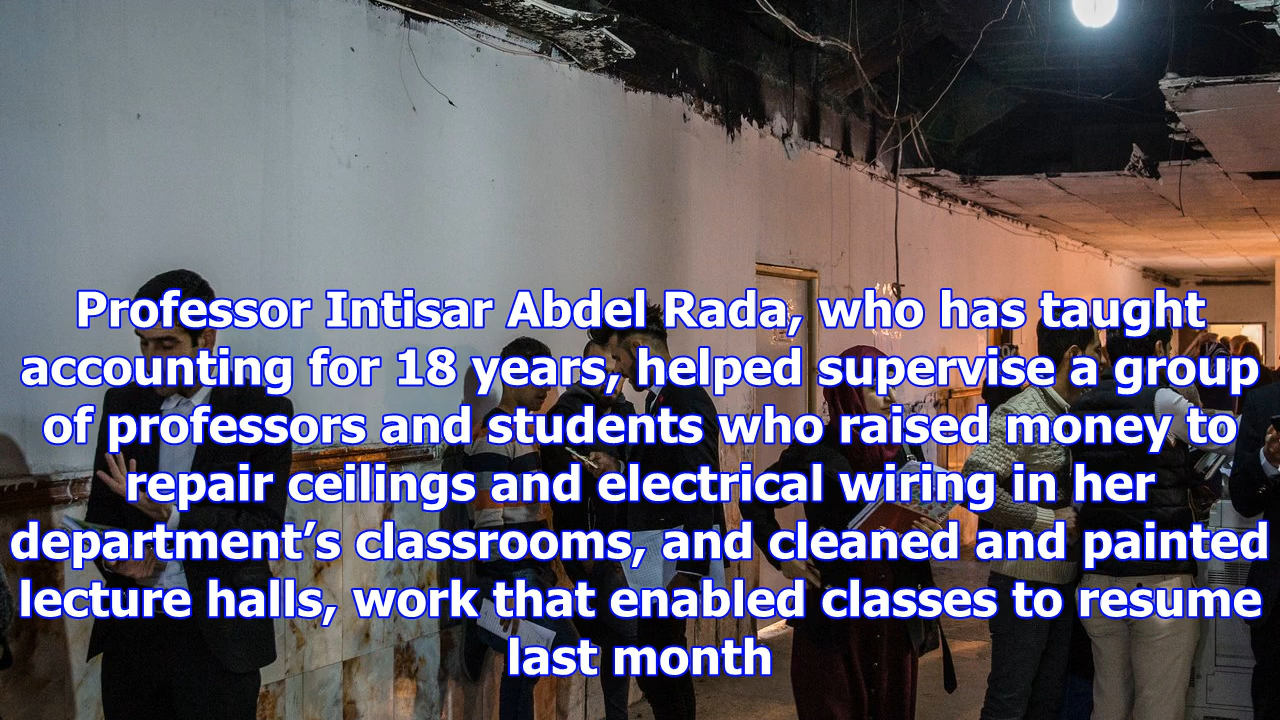 Professor Intisar Abdel Rada, who has taught
accounting for 18 years, helped supervise a group
of professors and students who raised money to
repair ceilings and electrical wiring in her
department’s classrooms, and cleaned and painted
lecture halls, work that enabled classes to resume
last month